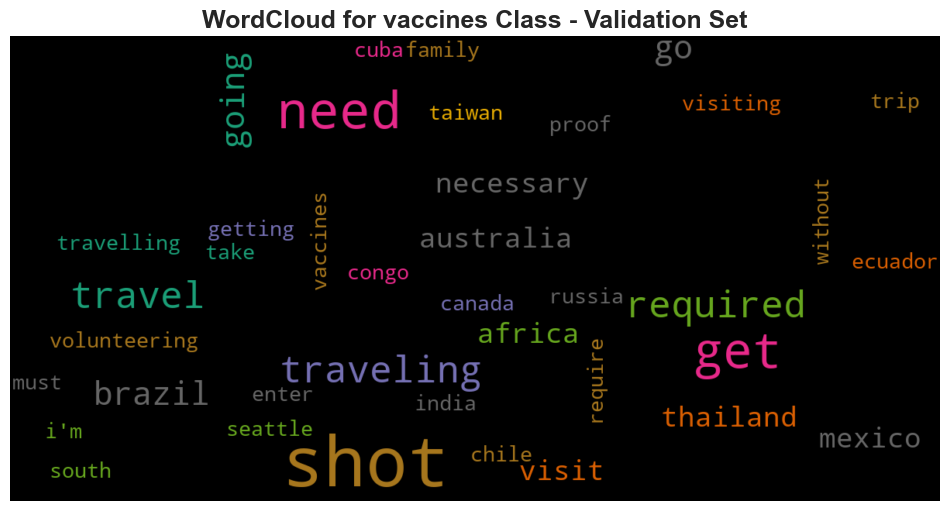 WordCloud for vaccines Class - Validation Set
cuba
family
go
going
need
taiwan
visiting
trip
proof
necessary
without
vaccines
getting
travelling
take
australia
congo
ecuador
travel
canada
russia
required
africa
volunteering
get
traveling
require
must
brazil
enter
india
thailand
i'm
seattle
mexico
shot
chile
visit
south